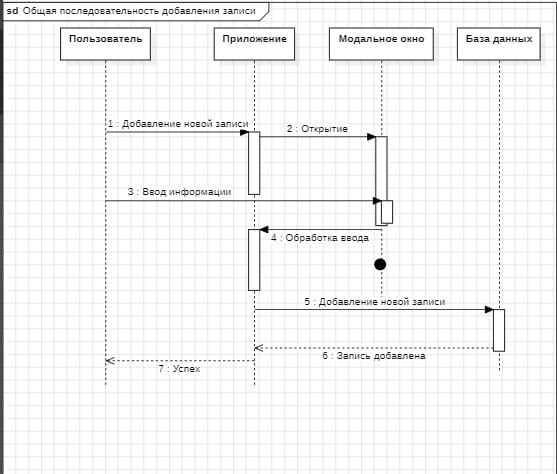 sd Общая последовательность добавления записи
Пользователь
Приложение
Модальное окно
База данных
1 : Добавление новой записи
2 : Открытие
3 : Ввод информации
4 : Обработка ввода
5 : Добавление новой записи
6 : Запись добавлена
7 : Успех